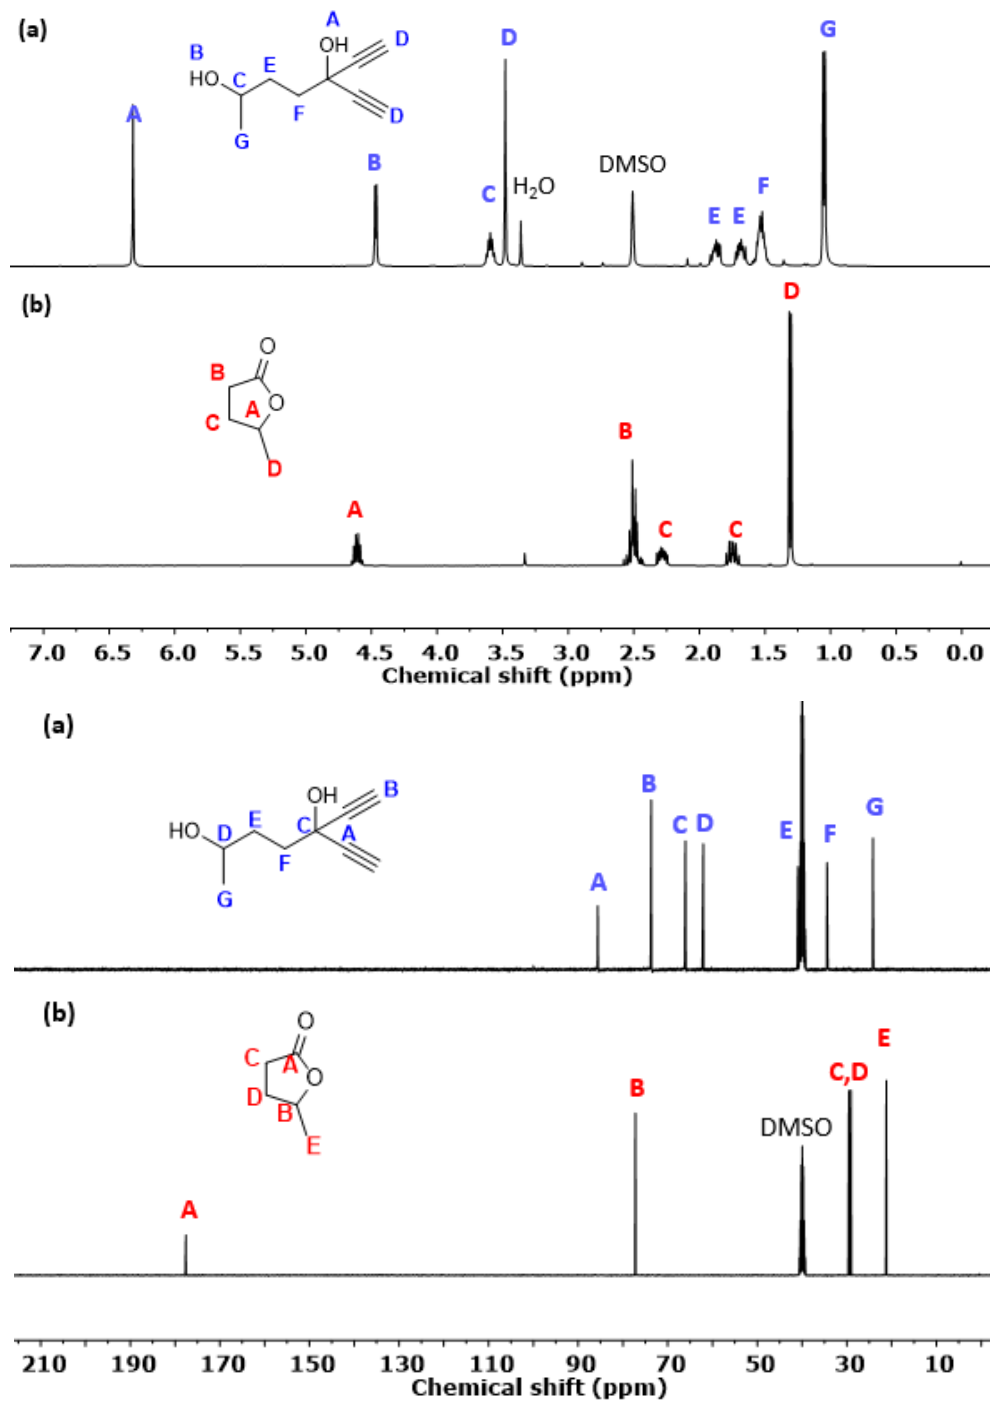 (a)
A
OH
D
B
HO
C
E
F
D
G
A
B
C
D
H₂O
DMSO
E
E
F
G
(b)
O
B
O
A
C
D
A
B
C
C
D
7.0 6.5 6.0 5.5 5.0 4.5 4.0 3.5 3.0 2.5 2.0 1.5 1.0 0.5 0.0
Chemical shift (ppm)
(a)
OH
B
HO
D
E
C
A
F
G
A
B
C
D
E
F
G
(b)
O
C
A
O
D
B
E
A
B
DMSO
C,D
E
210 190 170 150 130 110 90 70 50 30 10
Chemical shift (ppm)